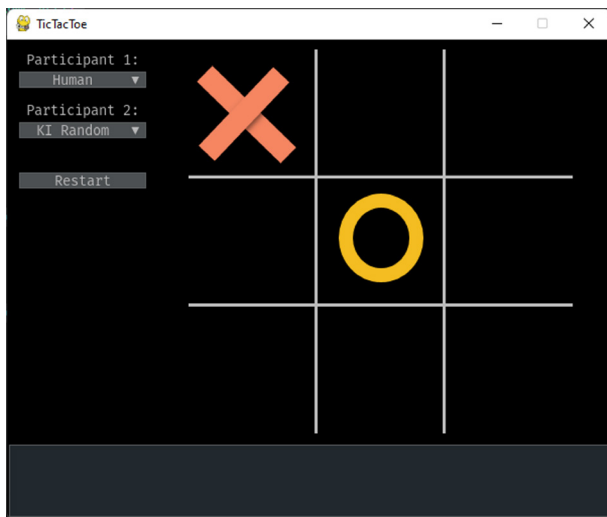 TicTacToe
Participant 1:
Human ▼
Participant 2:
KI Random ▼
Restart